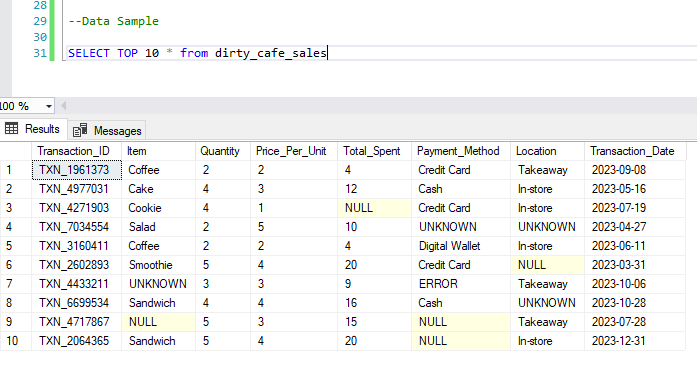 28
29 --Data Sample
30
31 SELECT TOP 10 * from dirty_cafe_sales
100 %
Results Messages
Transaction_ID Item Quantity Price_Per_Unit Total_Spent Payment_Method Location Transaction_Date
1 TXN_1961373 Coffee 2 2 4 Credit Card Takeaway 2023-09-08
2 TXN_4977031 Cake 4 3 12 Cash In-store 2023-05-16
3 TXN_4271903 Cookie 4 1 NULL Credit Card In-store 2023-07-19
4 TXN_7034554 Salad 2 5 10 UNKNOWN UNKNOWN 2023-04-27
5 TXN_3160411 Coffee 2 2 4 Digital Wallet In-store 2023-06-11
6 TXN_2602893 Smoothie 5 4 20 Credit Card NULL 2023-03-31
7 TXN_4433211 UNKNOWN 3 3 9 ERROR Takeaway 2023-10-06
8 TXN_6699534 Sandwich 4 4 16 Cash UNKNOWN 2023-10-28
9 TXN_4717867 NULL 5 3 15 NULL Takeaway 2023-07-28
10 TXN_2064365 Sandwich 5 4 20 NULL In-store 2023-12-31